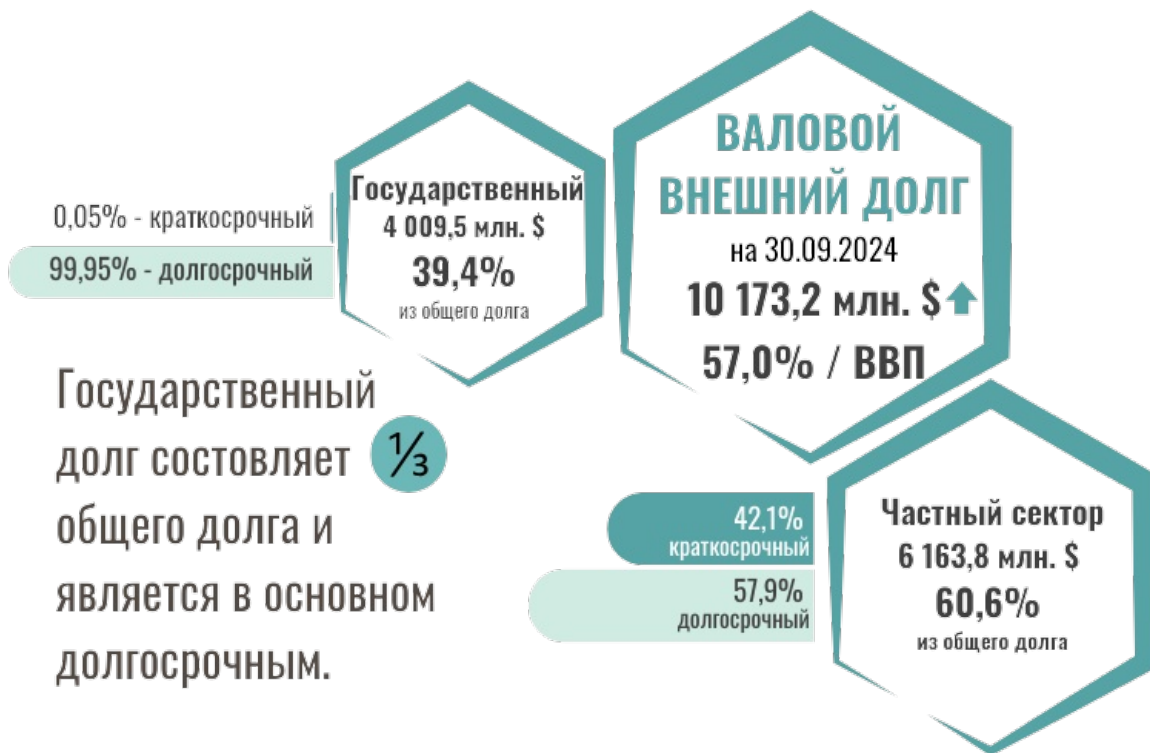 ВАЛОВОЙ
ВНЕШНИЙ ДОЛГ
на 30.09.2024
10 173,2 млн. $
57,0% / ВВП
Государственный
4 009,5 млн. $
39,4%
из общего долга
0,05% - краткосрочный
99,95% - долгосрочный
Государственный
долг состовляет ⅓
общего долга и
является в основном
долгосрочным.
Частный сектор
6 163,8 млн. $
60,6%
из общего долга
42,1%
краткосрочный
57,9%
долгосрочный